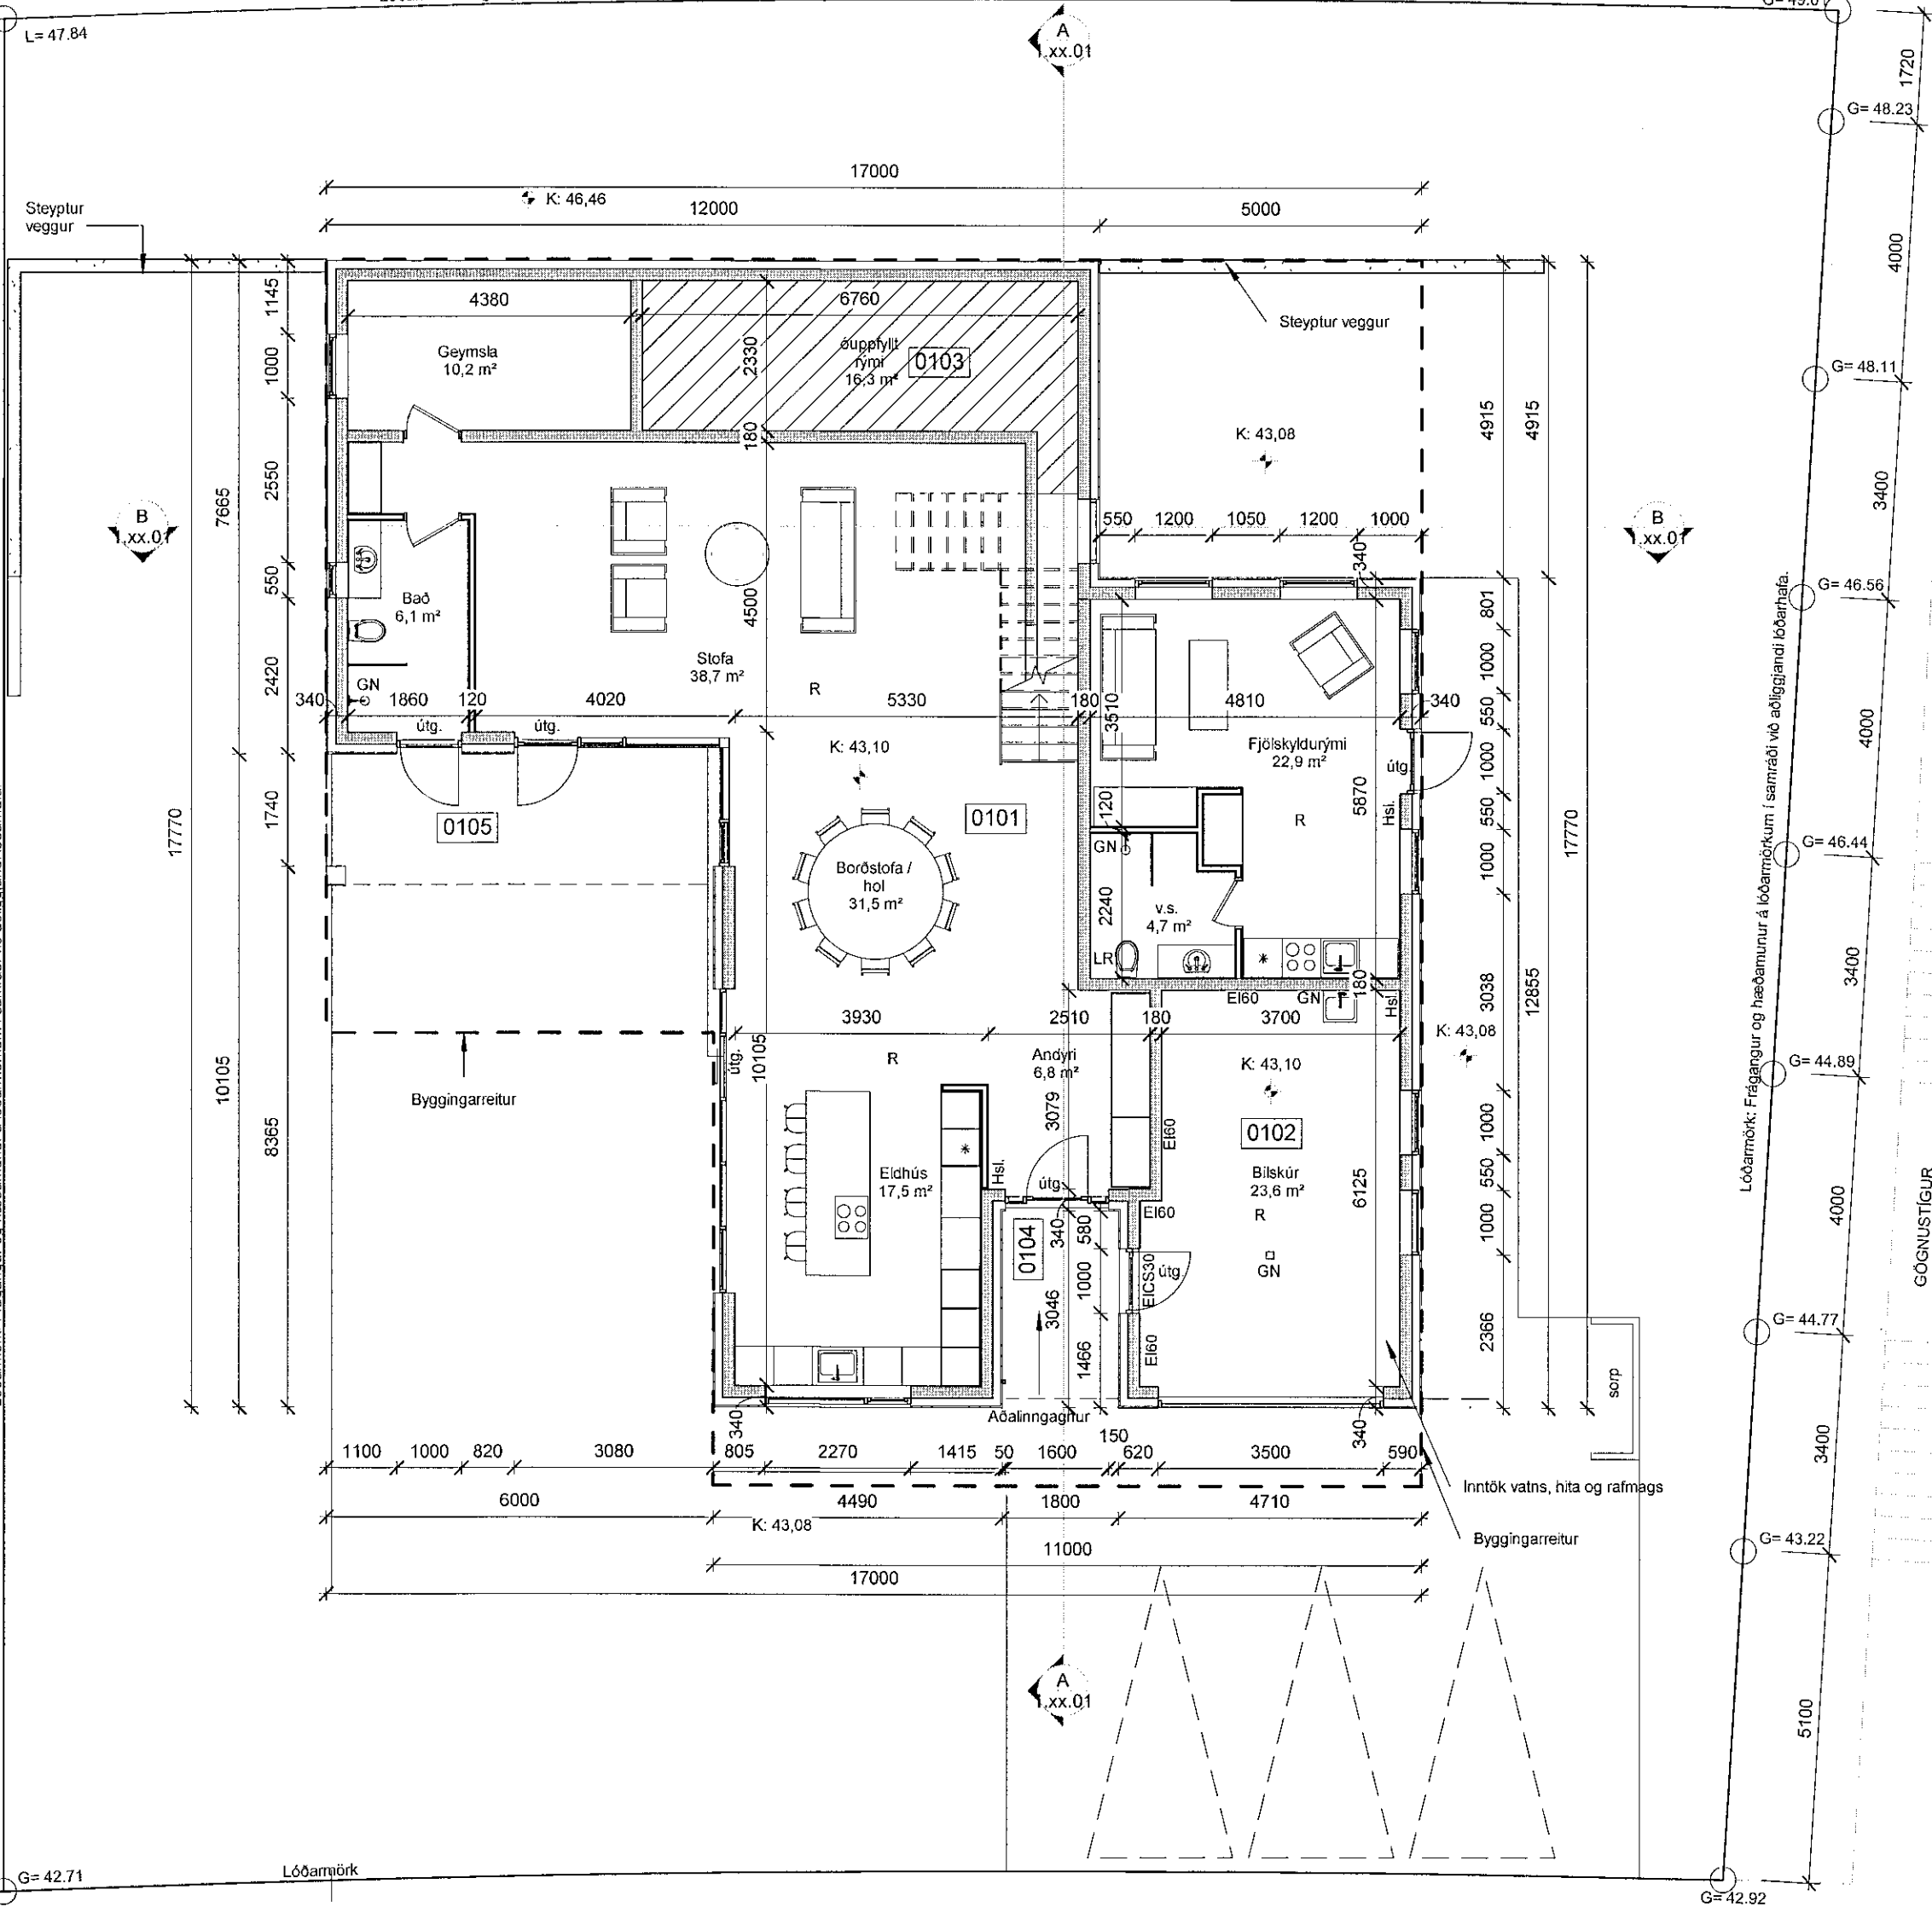 L= 47.84
A
1.xx.01
1720
G= 48.23
17000
K: 46,46
12000
5000
Steyptur
veggur
4000
1145
4380
6760
Steyptur veggur
Geymsla
10,2 m²
2330
óuppfyllt
rými
16,3 m²
0103
1000
G= 48.11
4915
4915
K: 43,08
180
2550
7665
3400
B
1.xx.01
550
1200
1050
1200
1000
B
1.xx.01
340
550
Bað
6,1 m²
4500
801
G= 46.56
Stofa
38,7 m²
R
2420
GN
1000
4000
340
1860
120
4020
5330
180
3510
4810
340
550
útg.
útg.
K: 43,10
Fjölskyldurými
22,9 m²
útg.
1000
5870
Hsl.
550
1740
0105
0101
120
R
17770
17770
GN
1000
G= 46.44
Borðstofa /
hol
31,5 m²
2240
v.s.
4,7 m²
LR
3400
EI60
GN
180
Hsl.
3038
12855
3930
2510
180
3700
K: 43,08
10105
útg.
10105
R
Andyri
6,8 m²
K: 43,10
G= 44.89
Byggingarreitur
8365
3079
EI60
0102
1000
Eldhús
17,5 m²
Hsl.
útg.
Bílskúr
23,6 m²
6125
550
R
EI60
4000
GÖGNUSTÍGUR
0104
340
580
1000
GN
EICS30
útg.
1000
3046
1466
EI60
2366
G= 44.77
sorp
Aðalinngagnur
340
150
340
1100
1000
820
3080
805
2270
1415
50
1600
620
3500
590
3400
Inntök vatns, hita og rafmags
6000
4490
1800
4710
K: 43,08
Byggingarreitur
G= 43.22
11000
17000
A
1.xx.01
5100
Lóðarmörk: Frágangur og hæðamunur á lóðarmörkum í samráði við aðliggjandi lóðarhafa.
G= 42.71
Lóðarmörk
G= 42.92